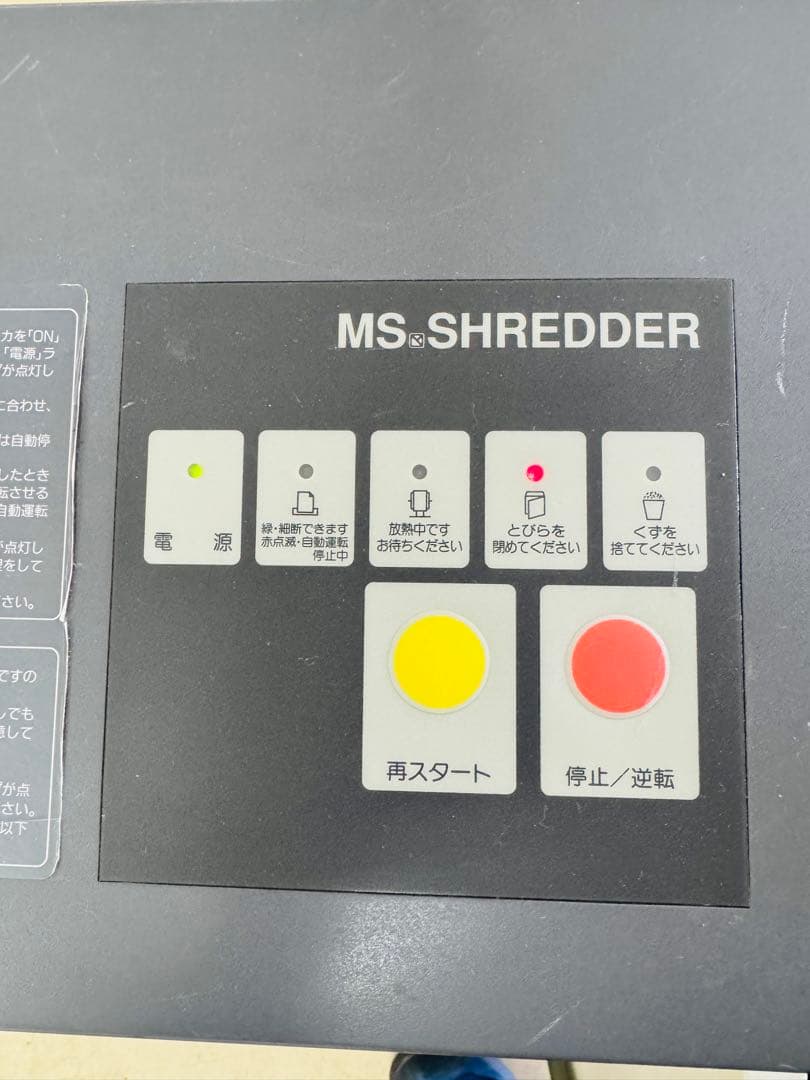 カを「ON」
「電源」ラ
が点灯し
に合わせ、
は自動停
したとき
転させる
自動運転
が点灯し
をして
さい。
ですの
しても
意して
が点
さい。
以下
MS SHREDDER
電 源
緑・細断できます
赤点滅・自動運転
停止中
放熱中です
お待ちください
とびらを
閉めてください
くずを
捨ててください
再スタート
停止／逆転